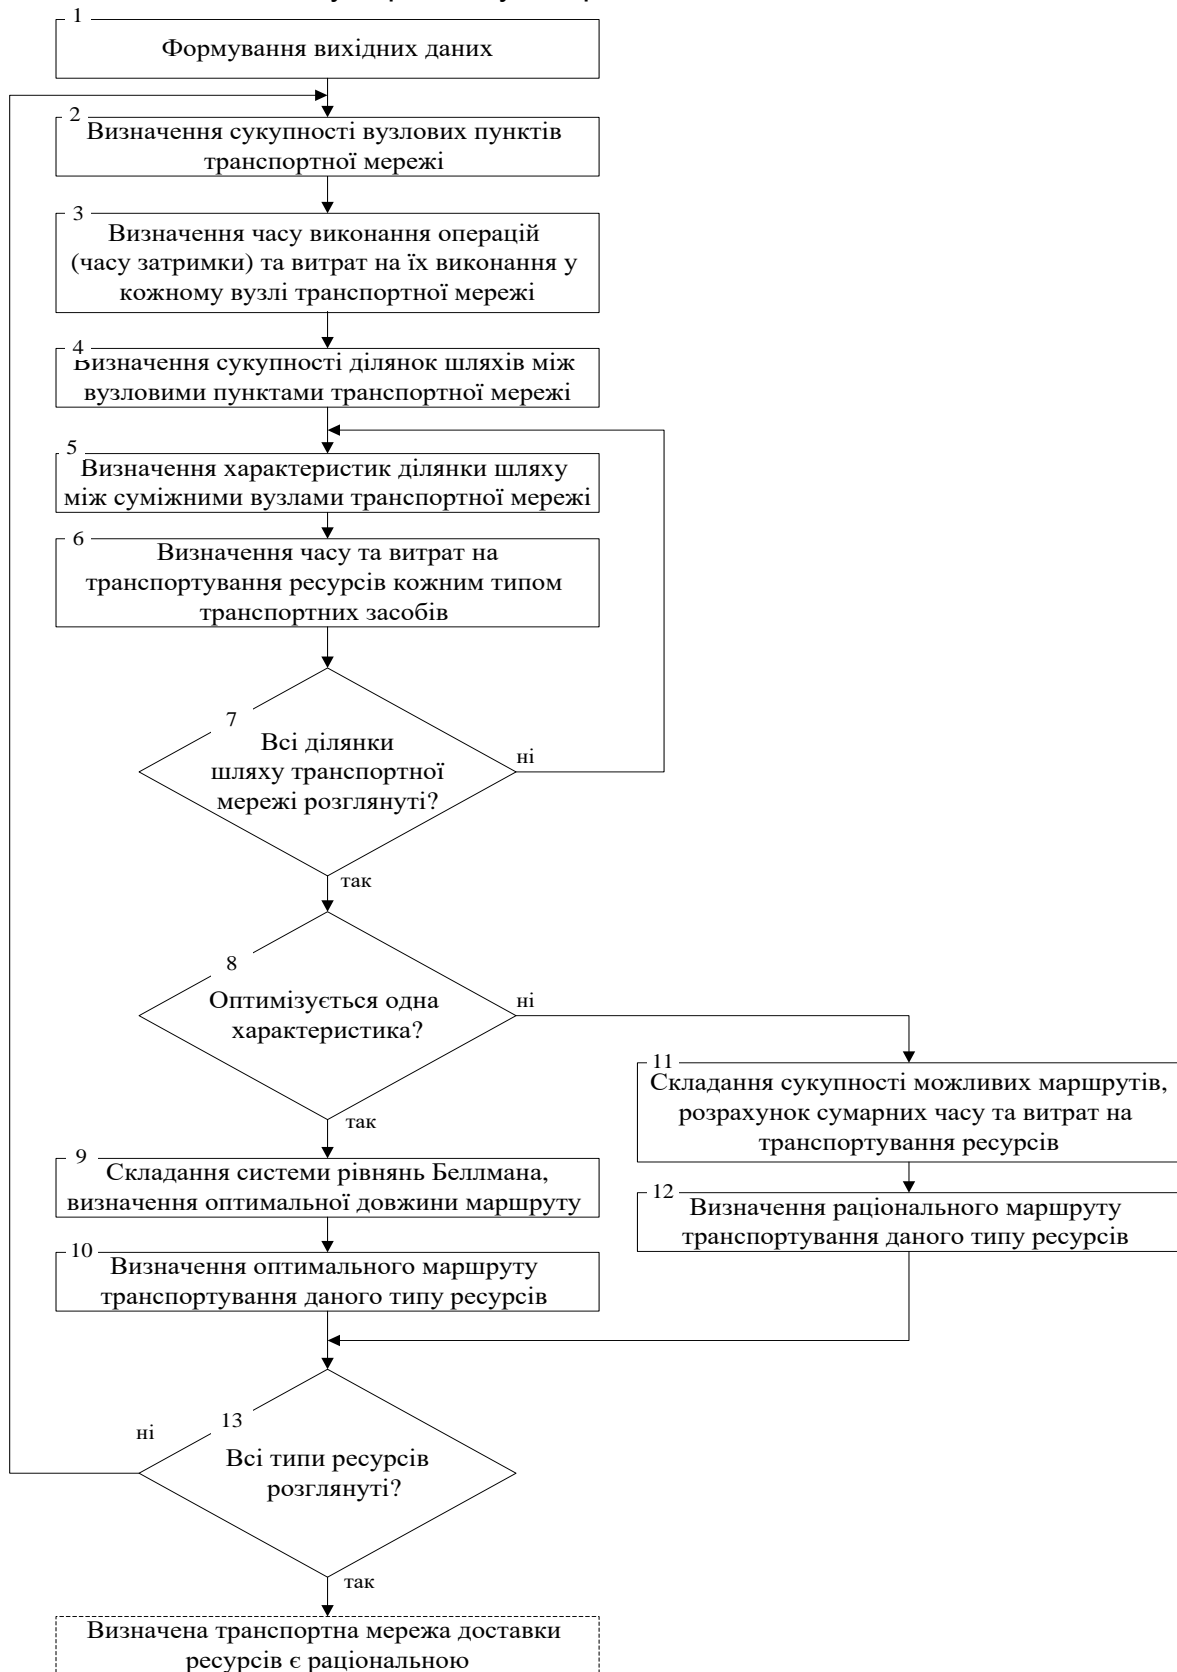 1
Формування вихідних даних
2
Визначення сукупності вузлових пунктів
транспортної мережі
3
Визначення часу виконання операцій
(часу затримки) та витрат на їх виконання у
кожному вузлі транспортної мережі
4
Визначення сукупності ділянок шляхів між
вузловими пунктами транспортної мережі
5
Визначення характеристик ділянки шляху
між суміжними вузлами транспортної мережі
6
Визначення часу та витрат на
транспортування ресурсів кожним типом
транспортних засобів
7
Всі ділянки
шляху транспортної
мережі розглянуті?
ні
так
8
Оптимізується одна
характеристика?
ні
так
11
Складання сукупності можливих маршрутів,
розрахунок сумарних часу та витрат на
транспортування ресурсів
9
Складання системи рівнянь Беллмана,
визначення оптимальної довжини маршруту
12
Визначення раціонального маршруту
транспортування даного типу ресурсів
10
Визначення оптимального маршруту
транспортування даного типу ресурсів
13
ні
Всі типи ресурсів
розглянуті?
так
Визначена транспортна мережа доставки
ресурсів є раціональною